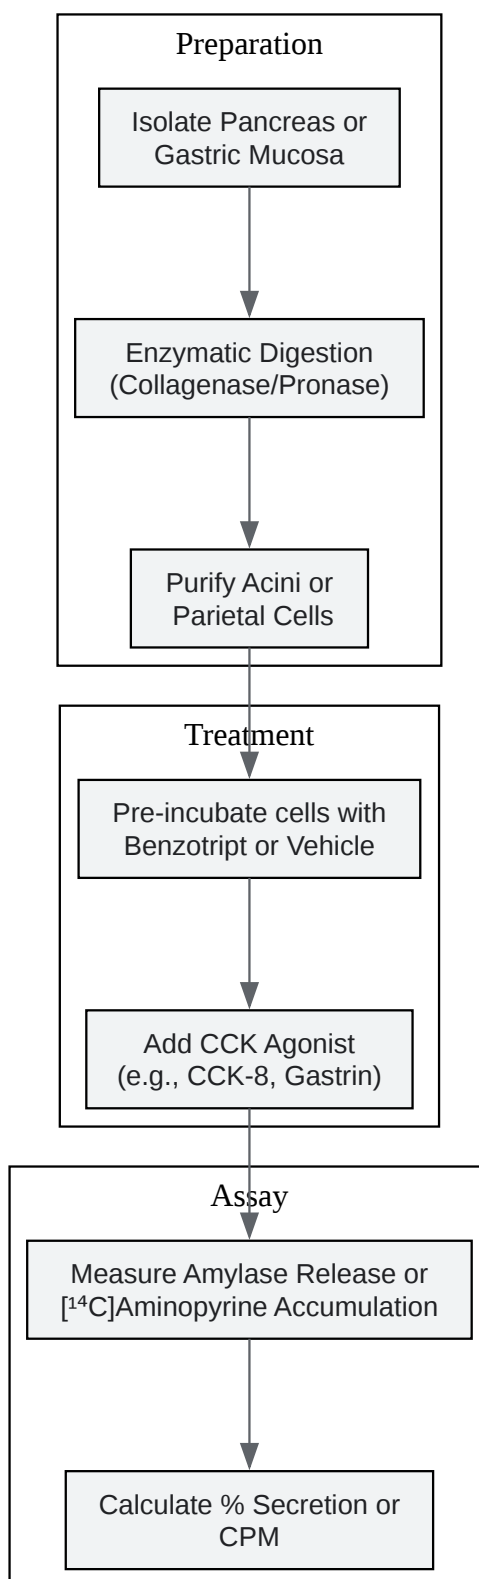 Preparation
Isolate Pancreas or
Gastric Mucosa
Enzymatic Digestion
(Collagenase/Pronase)
Purify Acini or
Parietal Cells
Treatment
Pre-incubate cells with
Benzotript or Vehicle
Add CCK Agonist
(e.g., CCK-8, Gastrin)
Assay
Measure Amylase Release or
[¹⁴C]Aminopyrine Accumulation
Calculate % Secretion or
CPM